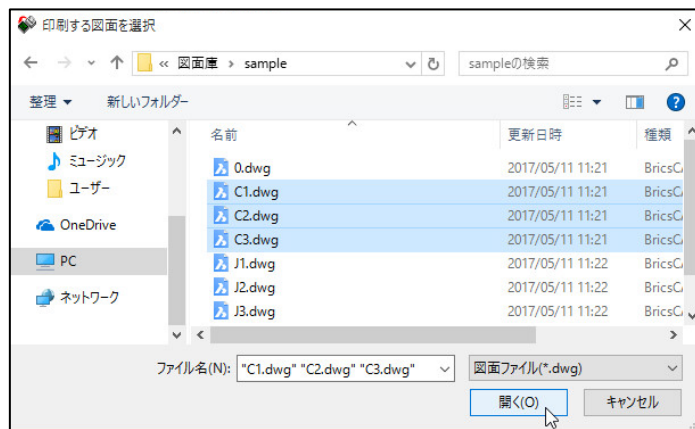 印刷する図面を選択
« 図面庫 › sample
sampleの検索
整理 新しいフォルダー
ビデオ
ミュージック
ユーザー
OneDrive
PC
ネットワーク
名前 更新日時 種類
0.dwg 2017/05/11 11:21 BricsC
C1.dwg 2017/05/11 11:21 BricsC
C2.dwg 2017/05/11 11:21 BricsC
C3.dwg 2017/05/11 11:21 BricsC
J1.dwg 2017/05/11 11:22 BricsC
J2.dwg 2017/05/11 11:22 BricsC
J3.dwg 2017/05/11 11:22 BricsC
ファイル名(N): "C1.dwg" "C2.dwg" "C3.dwg" 図面ファイル(*.dwg)
開く(O) キャンセル